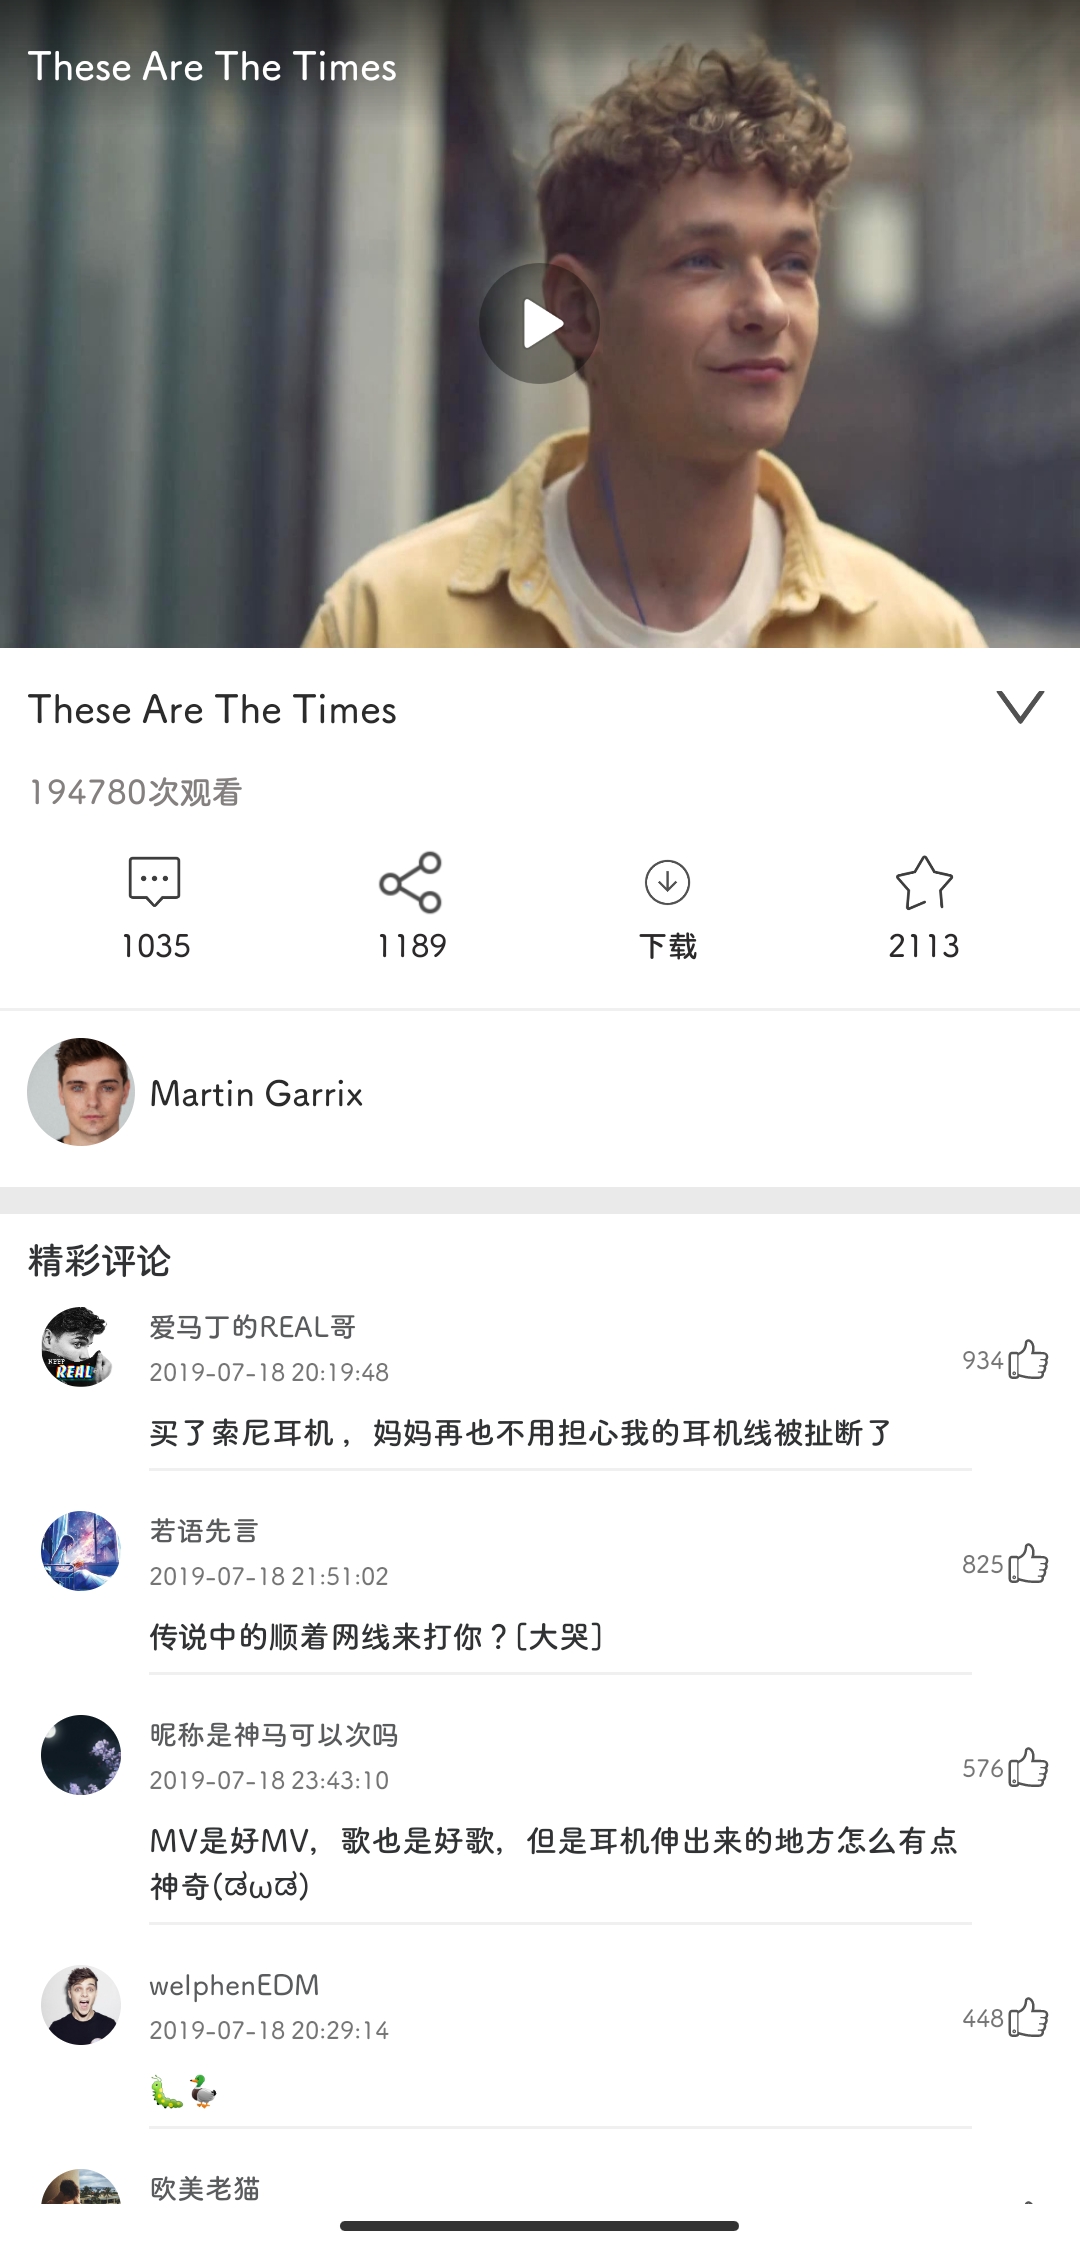 These Are The Times
These Are The Times
194780次观看
1035
1189
下载
2113
Martin Garrix
精彩评论
KEEP
REAL
爱马丁的REAL哥
2019-07-18 20:19:48
934
买了索尼耳机，妈妈再也不用担心我的耳机线被扯断了
若语先言
2019-07-18 21:51:02
825
传说中的顺着网线来打你？[大哭]
昵称是神马可以次吗
2019-07-18 23:43:10
576
MV是好MV，歌也是好歌，但是耳机伸出来的地方怎么有点
神奇(ಡωಡ)
welphenEDM
2019-07-18 20:29:14
448
🐛🦆
欧美老猫